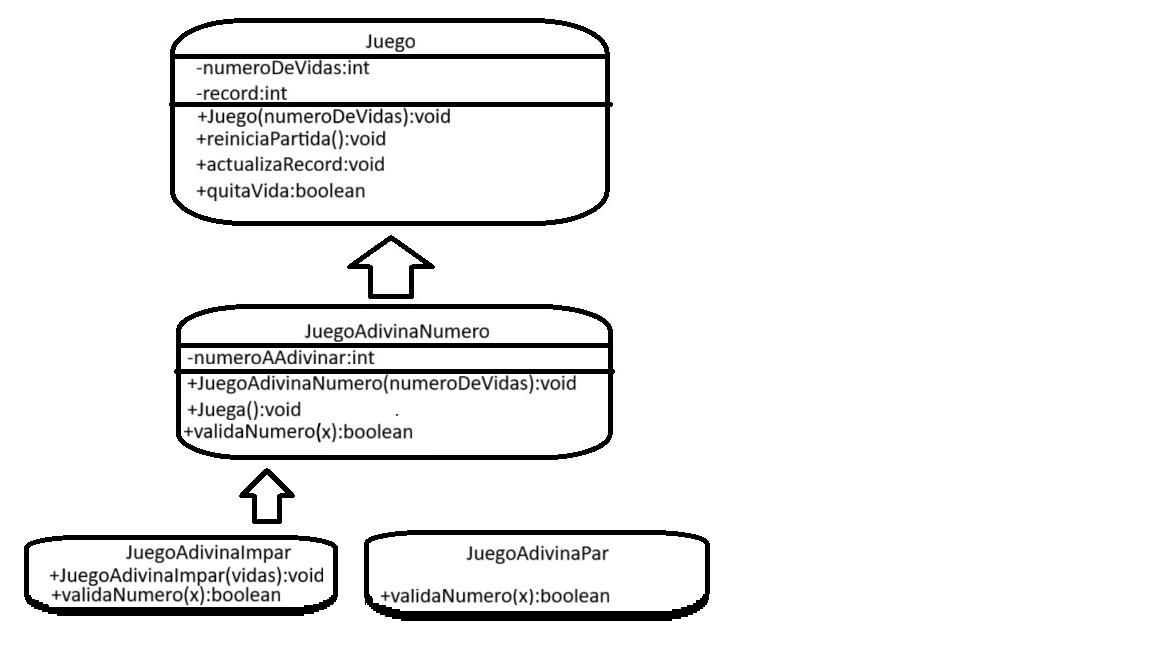 Juego
-numeroDeVidas:int
-record:int
+Juego(numeroDeVidas):void
+reiniciaPartida():void
+actualizaRecord:void
+quitaVida:boolean
JuegoAdivinaNumero
-numeroAAdivinar:int
+JuegoAdivinaNumero(numeroDeVidas):void
+Juega():void
+validaNumero(x):boolean
JuegoAdivinaImpar
+JuegoAdivinaImpar(vidas):void
+validaNumero(x):boolean
JuegoAdivinaPar
+validaNumero(x):boolean